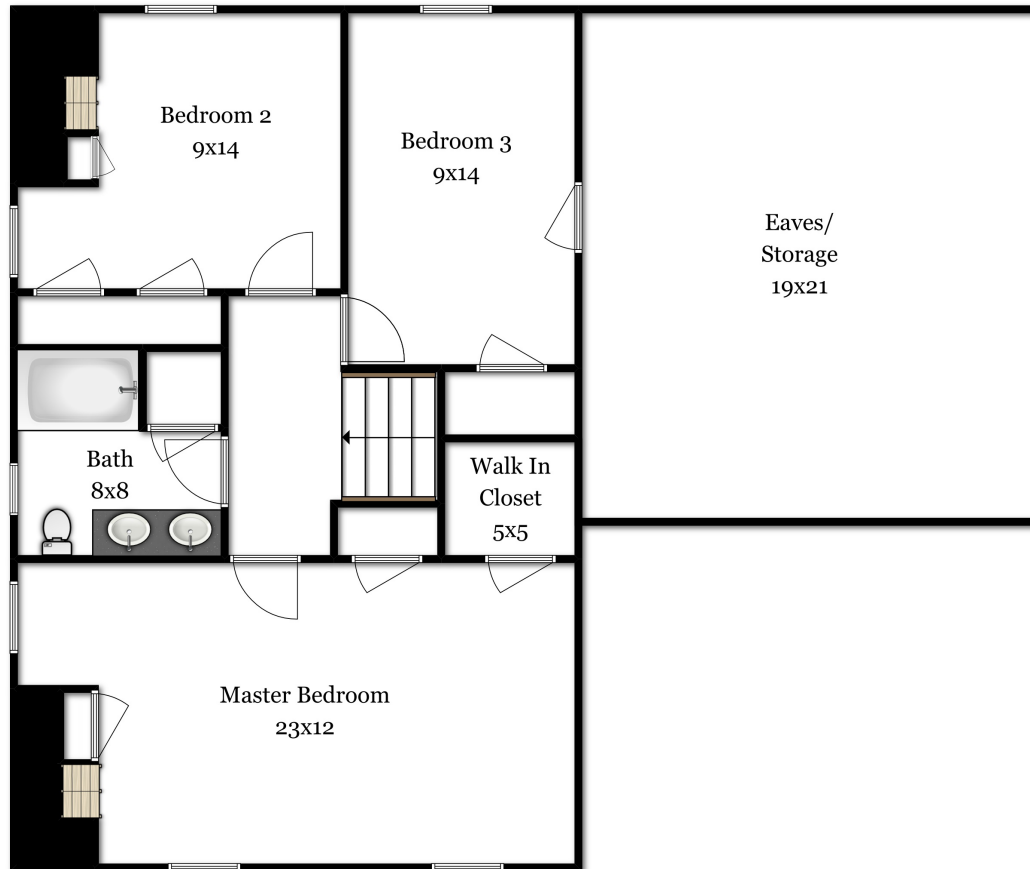 Bedroom 2
9x14
Bedroom 3
9x14
Eaves/
Storage
19x21
Bath
8x8
Walk In
Closet
5x5
Master Bedroom
23x12